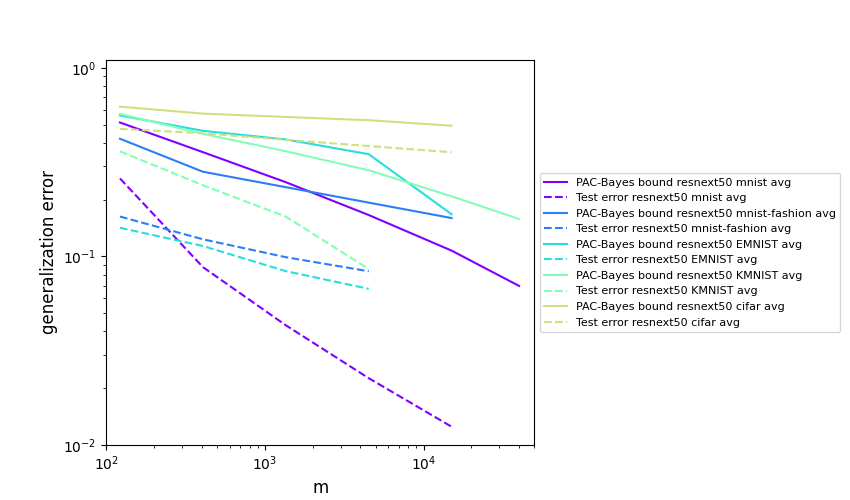 10⁰
10⁻¹
10⁻²
generalization error
10²
10³
10⁴
m
PAC-Bayes bound resnext50 mnist avg
Test error resnext50 mnist avg
PAC-Bayes bound resnext50 mnist-fashion avg
Test error resnext50 mnist-fashion avg
PAC-Bayes bound resnext50 EMNIST avg
Test error resnext50 EMNIST avg
PAC-Bayes bound resnext50 KMNIST avg
Test error resnext50 KMNIST avg
PAC-Bayes bound resnext50 cifar avg
Test error resnext50 cifar avg